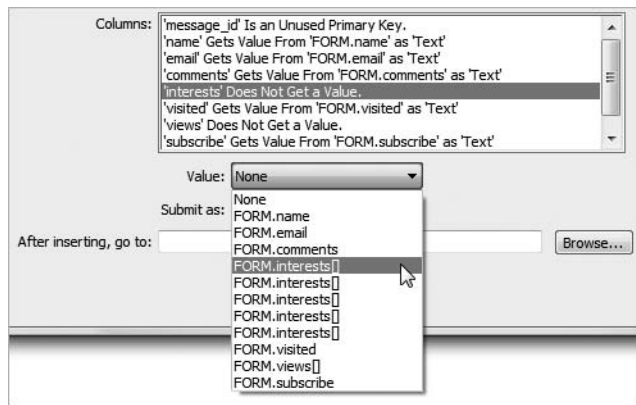 Columns:
'message_id' Is an Unused Primary Key.
'name' Gets Value From 'FORM.name' as 'Text'
'email' Gets Value From 'FORM.email' as 'Text'
'comments' Gets Value From 'FORM.comments' as 'Text'
'interests' Does Not Get a Value.
'visited' Gets Value From 'FORM.visited' as 'Text'
'views' Does Not Get a Value.
'subscribe' Gets Value From 'FORM.subscribe' as 'Text'
Value: None
Submit as:
None
FORM.name
FORM.email
After inserting, go to:
Browse...
FORM.comments
FORM.interests[]
FORM.interests[]
FORM.interests[]
FORM.interests[]
FORM.interests[]
FORM.visited
FORM.views[]
FORM.subscribe